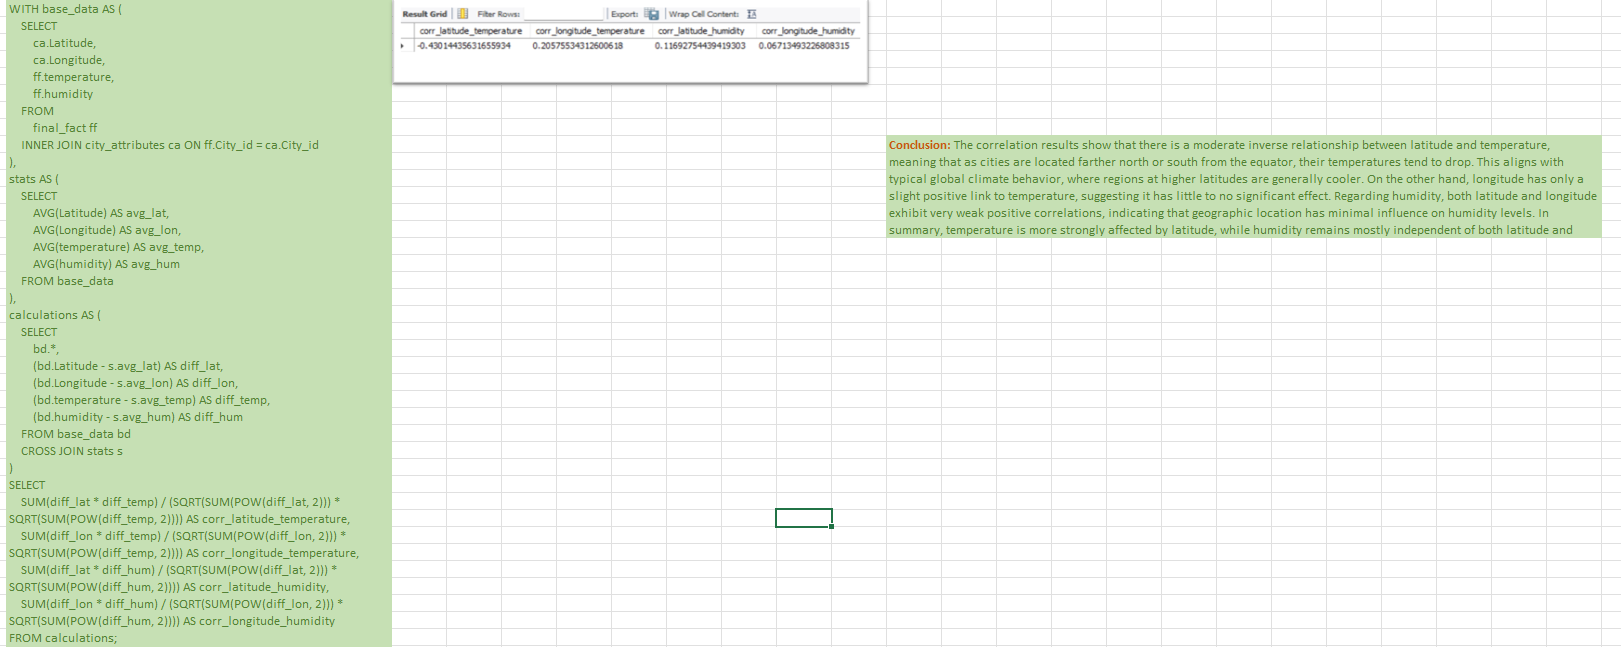 WITH base_data AS (
SELECT
ca.Latitude,
ca.Longitude,
ff.temperature,
ff.humidity
FROM
final_fact ff
INNER JOIN city_attributes ca ON ff.City_id = ca.City_id
),
stats AS (
SELECT
AVG(Latitude) AS avg_lat,
AVG(Longitude) AS avg_lon,
AVG(temperature) AS avg_temp,
AVG(humidity) AS avg_hum
FROM base_data
),
calculations AS (
SELECT
bd.*,
(bd.Latitude - s.avg_lat) AS diff_lat,
(bd.Longitude - s.avg_lon) AS diff_lon,
(bd.temperature - s.avg_temp) AS diff_temp,
(bd.humidity - s.avg_hum) AS diff_hum
FROM base_data bd
CROSS JOIN stats s
)
SELECT
SUM(diff_lat * diff_temp) / (SQRT(SUM(POW(diff_lat, 2))) *
SQRT(SUM(POW(diff_temp, 2)))) AS corr_latitude_temperature,
SUM(diff_lon * diff_temp) / (SQRT(SUM(POW(diff_lon, 2))) *
SQRT(SUM(POW(diff_temp, 2)))) AS corr_longitude_temperature,
SUM(diff_lat * diff_hum) / (SQRT(SUM(POW(diff_lat, 2))) *
SQRT(SUM(POW(diff_hum, 2)))) AS corr_latitude_humidity,
SUM(diff_lon * diff_hum) / (SQRT(SUM(POW(diff_lon, 2))) *
SQRT(SUM(POW(diff_hum, 2)))) AS corr_longitude_humidity
FROM calculations;
Result Grid Filter Rows: Export: Wrap Cell Content:
corr_latitude_temperature corr_longitude_temperature corr_latitude_humidity corr_longitude_humidity
-0.43014435631655934 0.20575534312600618 0.11692754439419303 0.06713493226808315
Conclusion: The correlation results show that there is a moderate inverse relationship between latitude and temperature,
meaning that as cities are located farther north or south from the equator, their temperatures tend to drop. This aligns with
typical global climate behavior, where regions at higher latitudes are generally cooler. On the other hand, longitude has only a
slight positive link to temperature, suggesting it has little to no significant effect. Regarding humidity, both latitude and longitude
exhibit very weak positive correlations, indicating that geographic location has minimal influence on humidity levels. In
summary, temperature is more strongly affected by latitude, while humidity remains mostly independent of both latitude and